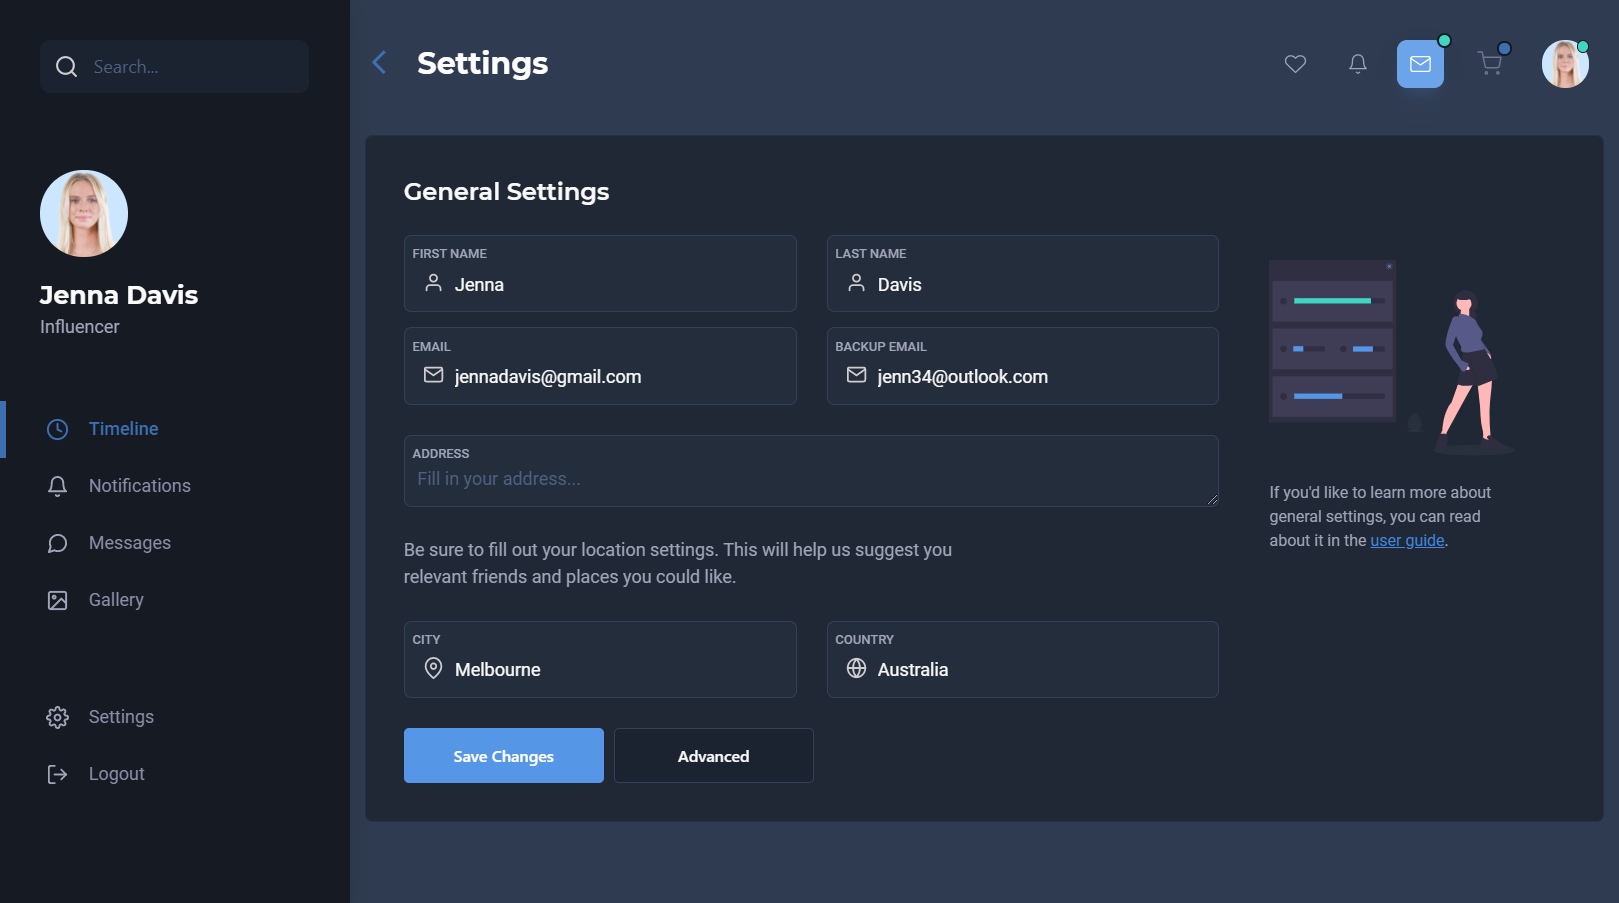 Search...
Jenna Davis
Influencer
Timeline
Notifications
Messages
Gallery
Settings
Logout
Settings
General Settings
FIRST NAME
Jenna
LAST NAME
Davis
EMAIL
jennadavis@gmail.com
BACKUP EMAIL
jenn34@outlook.com
ADDRESS
Fill in your address...
Be sure to fill out your location settings. This will help us suggest you
relevant friends and places you could like.
CITY
Melbourne
COUNTRY
Australia
Save Changes
Advanced
If you'd like to learn more about
general settings, you can read
about it in the user guide.